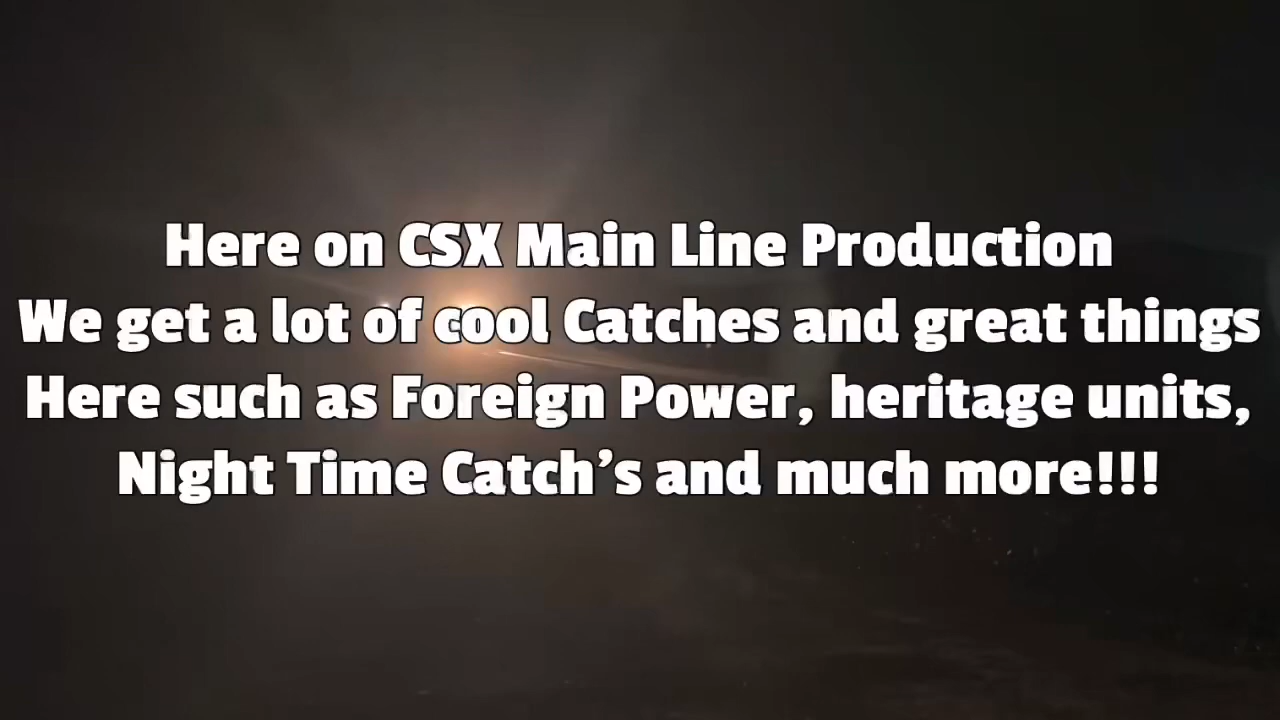 Here on CSX Main Line Production
We get a lot of cool Catches and great things
Here such as Foreign Power, heritage units,
Night Time Catch's and much more!!!